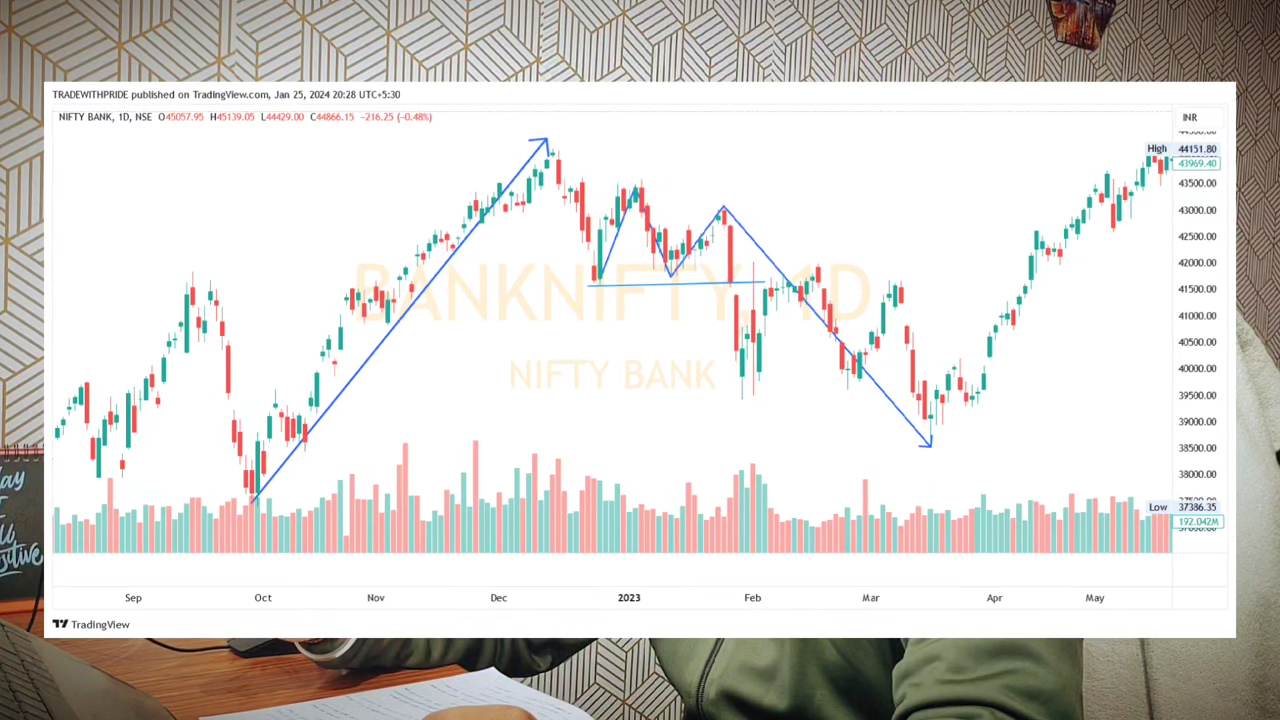 TRADEWITHPRIDE published on TradingView.com, Jan 25, 2024 20:28 UTC+5:30
NIFTY BANK, 1D, NSE O45057.95 H45139.05 L44429.00 C44866.15 −216.25 (−0.48%)
INR
High 44151.80
43969.40
43500.00
43000.00
42500.00
42000.00
41500.00
41000.00
40500.00
40000.00
39500.00
39000.00
38500.00
38000.00
Low 37386.35
192.042M
BANKNIFTY, 1D
NIFTY BANK
Sep Oct Nov Dec 2023 Feb Mar Apr May
TradingView